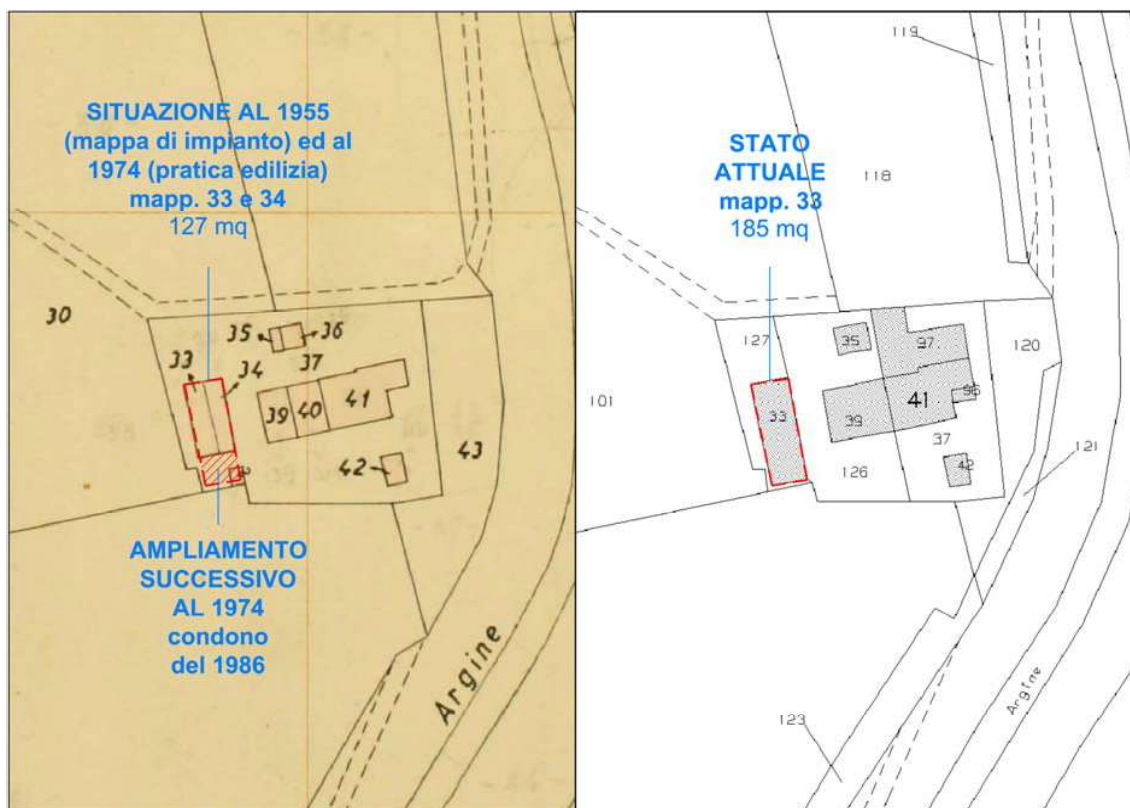 SITUAZIONE AL 1955
(mappa di impianto) ed al
1974 (pratica edilizia)
mapp. 33 e 34
127 mq
30
35
36
33
34
37
39
40
41
42
43
AMPLIAMENTO
SUCCESSIVO
AL 1974
condono
del 1986
Argine
119
STATO
ATTUALE
mapp. 33
185 mq
118
127
35
97
120
101
33
39
41
96
37
126
42
121
123
Argine